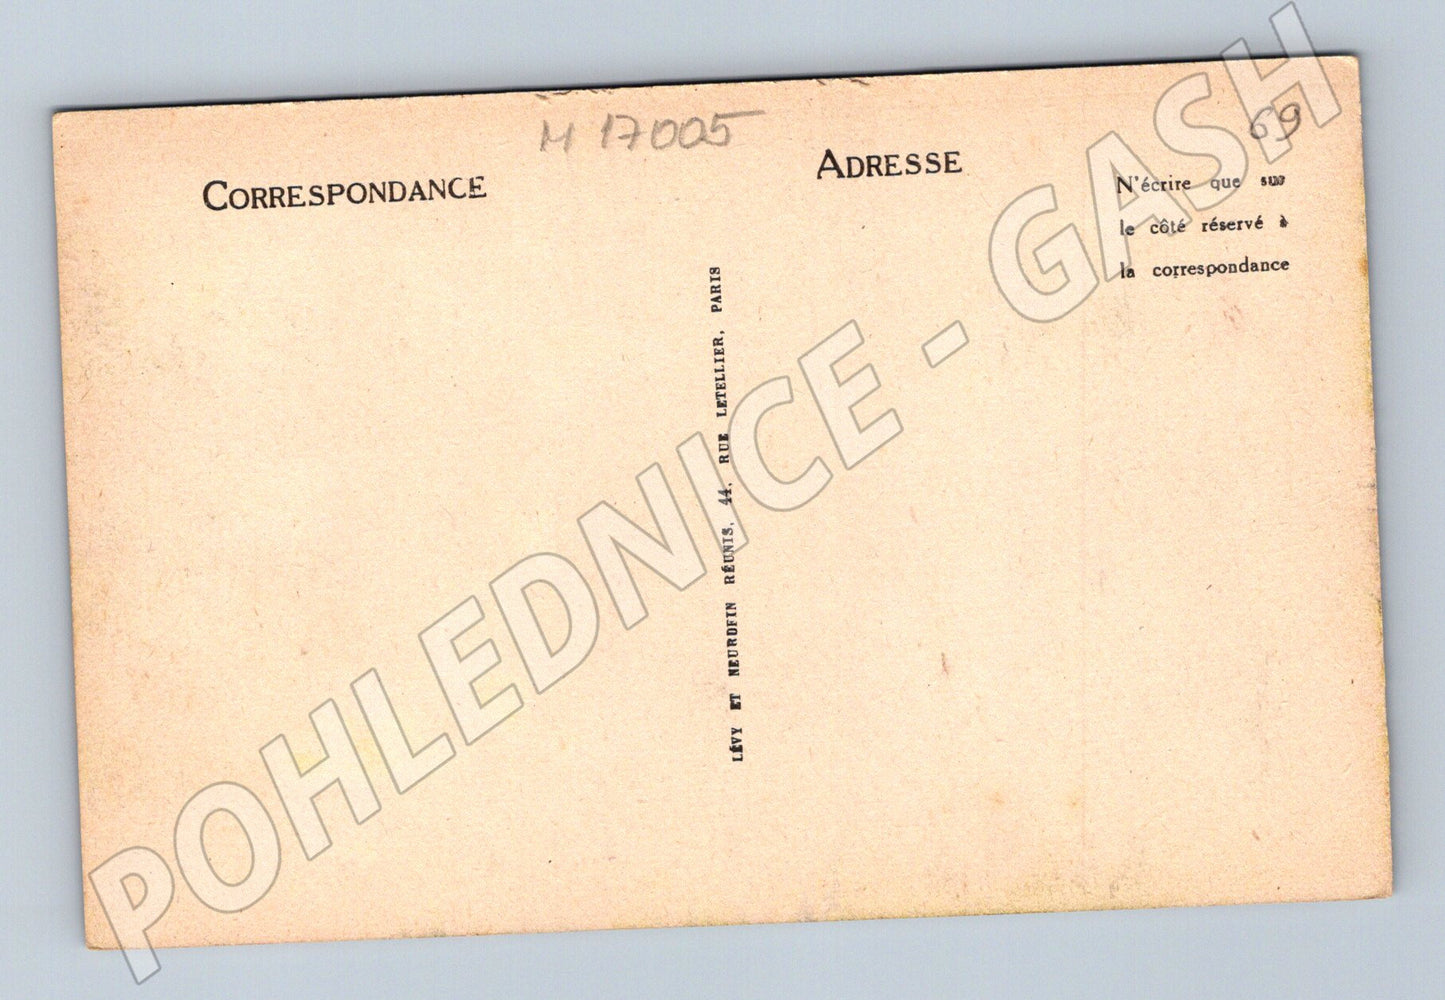 M 17005
69
CORRESPONDANCE
ADRESSE
N'écrire que sur
le côté réservé à
la correspondance
LÉVY ET NEURDEIN RÉUNIS, 44, RUE LETELLIER, PARIS
POHLEDNICE - GASH